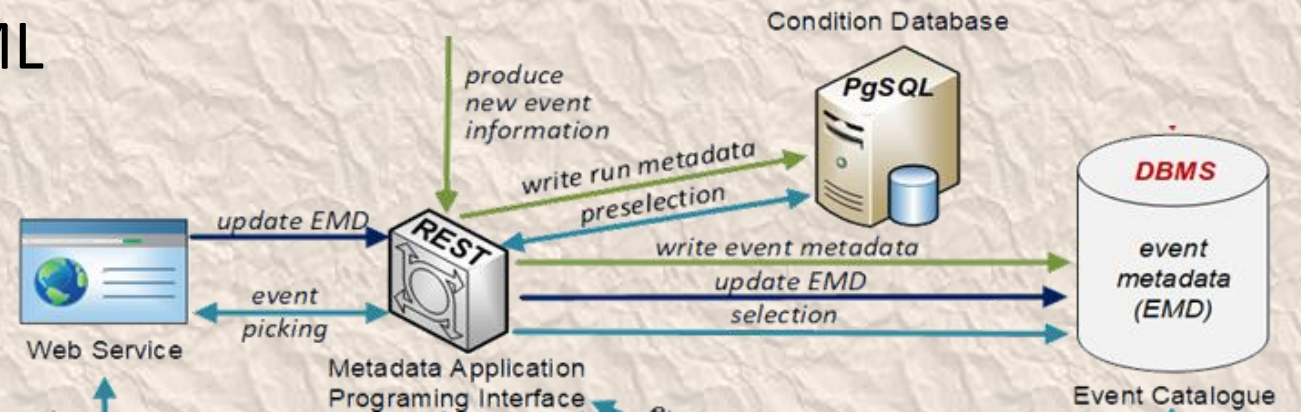 ML
Condition Database
produce
new event
information
PgSQL
write run metadata
preselection
DBMS
update EMD
REST
write event metadata
event
metadata
(EMD)
update EMD
event
picking
selection
Web Service
Metadata Application
Programing Interface
Event Catalogue